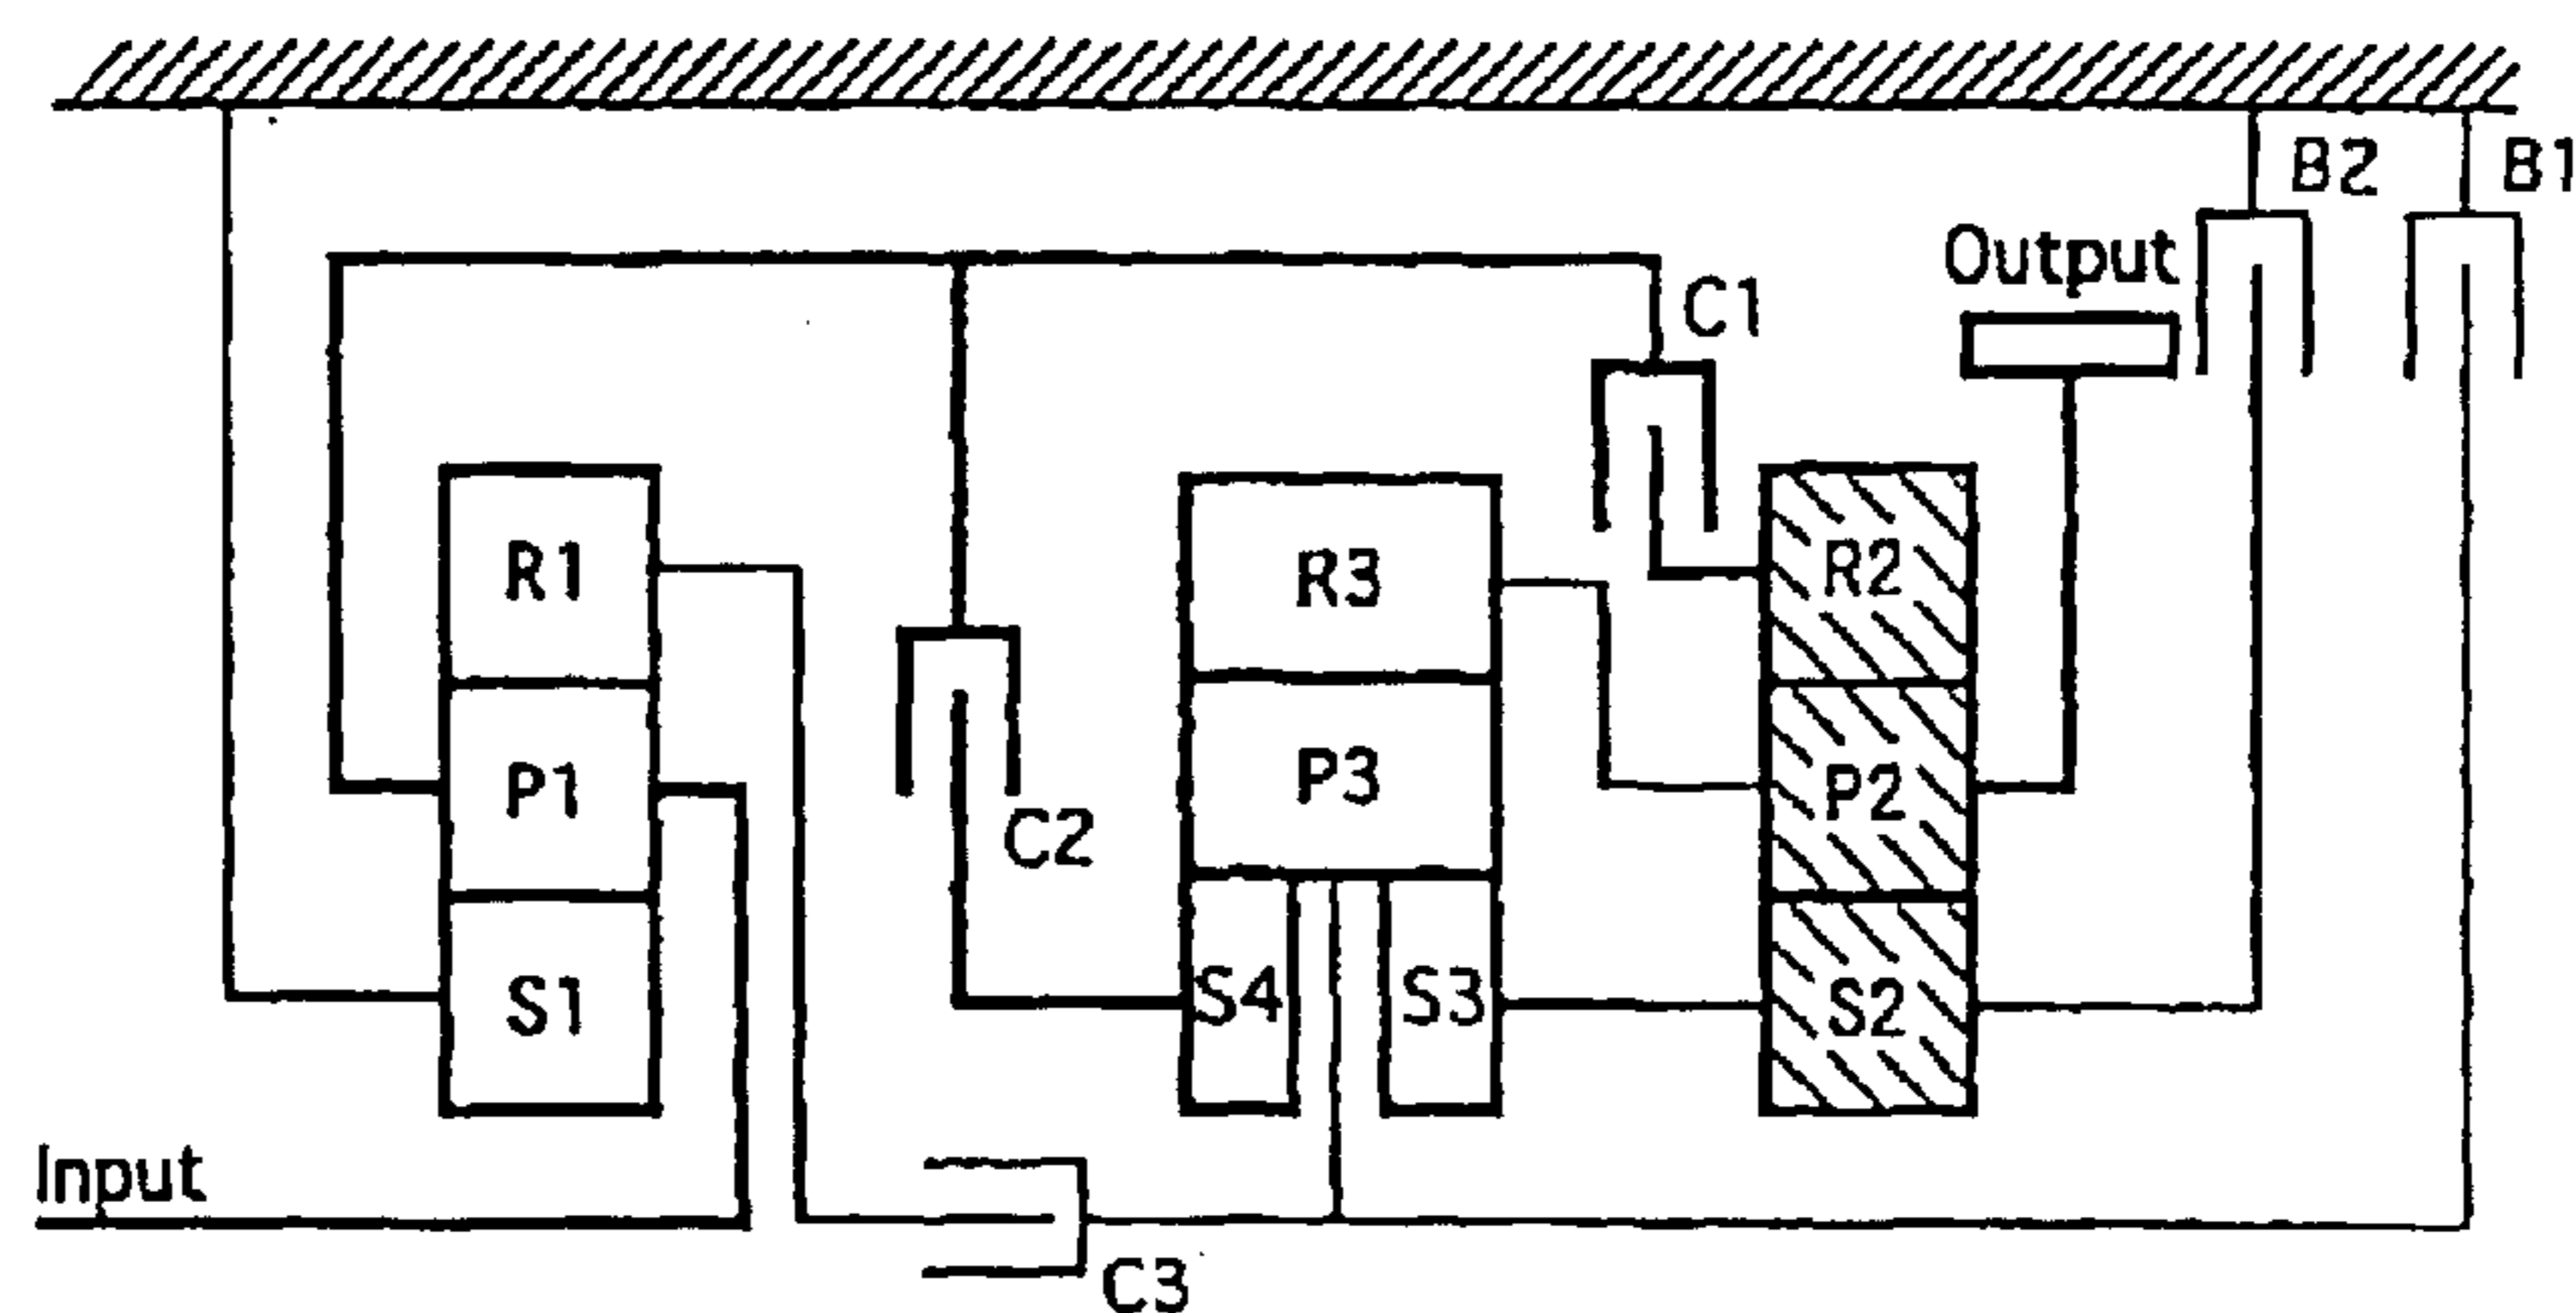 B2
B1
Output
C1
R1
R3
R2
P1
P3
P2
C2
S1
S4
S3
S2
Input
C3